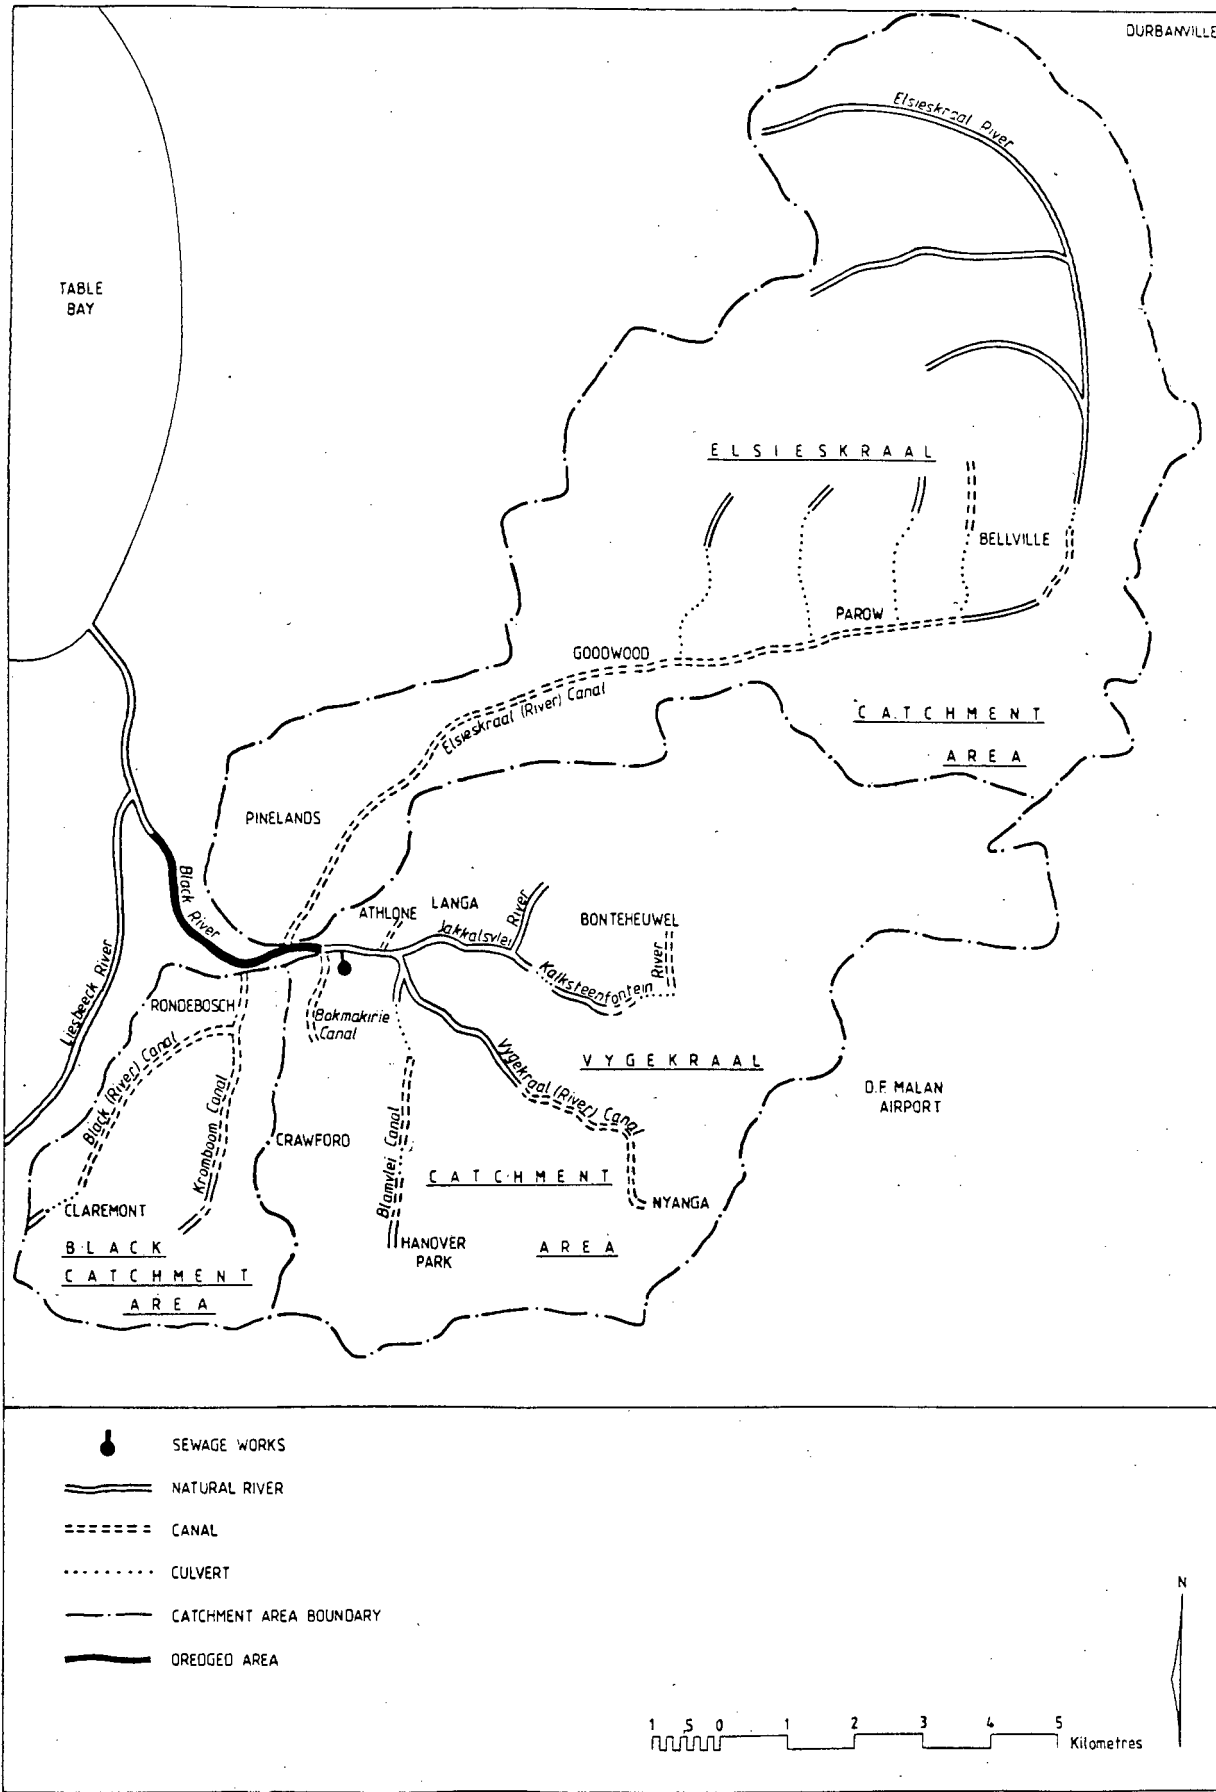 DURBANVILLE
Elsieskraal River
TABLE
BAY
ELSIESKRAAL
BELLVILLE
PAROW
GOODWOOD
Elsieskraal (River) Canal
CATCHMENT
AREA
PINELANDS
Black River
ATHLONE
LANGA
Jakkalsvlei River
BONTEHEUWEL
Kalksteenfontein River
Liesbeeck River
RONDEBOSCH
Bokmakirie
Canal
Black (River) Canal
Kromboom Canal
Vygekraal (River) Canal
VYGEKRAAL
D.F. MALAN
AIRPORT
CRAWFORD
Blamvlei Canal
CATCHMENT
AREA
NYANGA
CLAREMONT
HANOVER
PARK
BLACK
CATCHMENT
AREA
SEWAGE WORKS
NATURAL RIVER
CANAL
CULVERT
CATCHMENT AREA BOUNDARY
DREDGED AREA
N
1 5 0 1 2 3 4 5
Kilometres